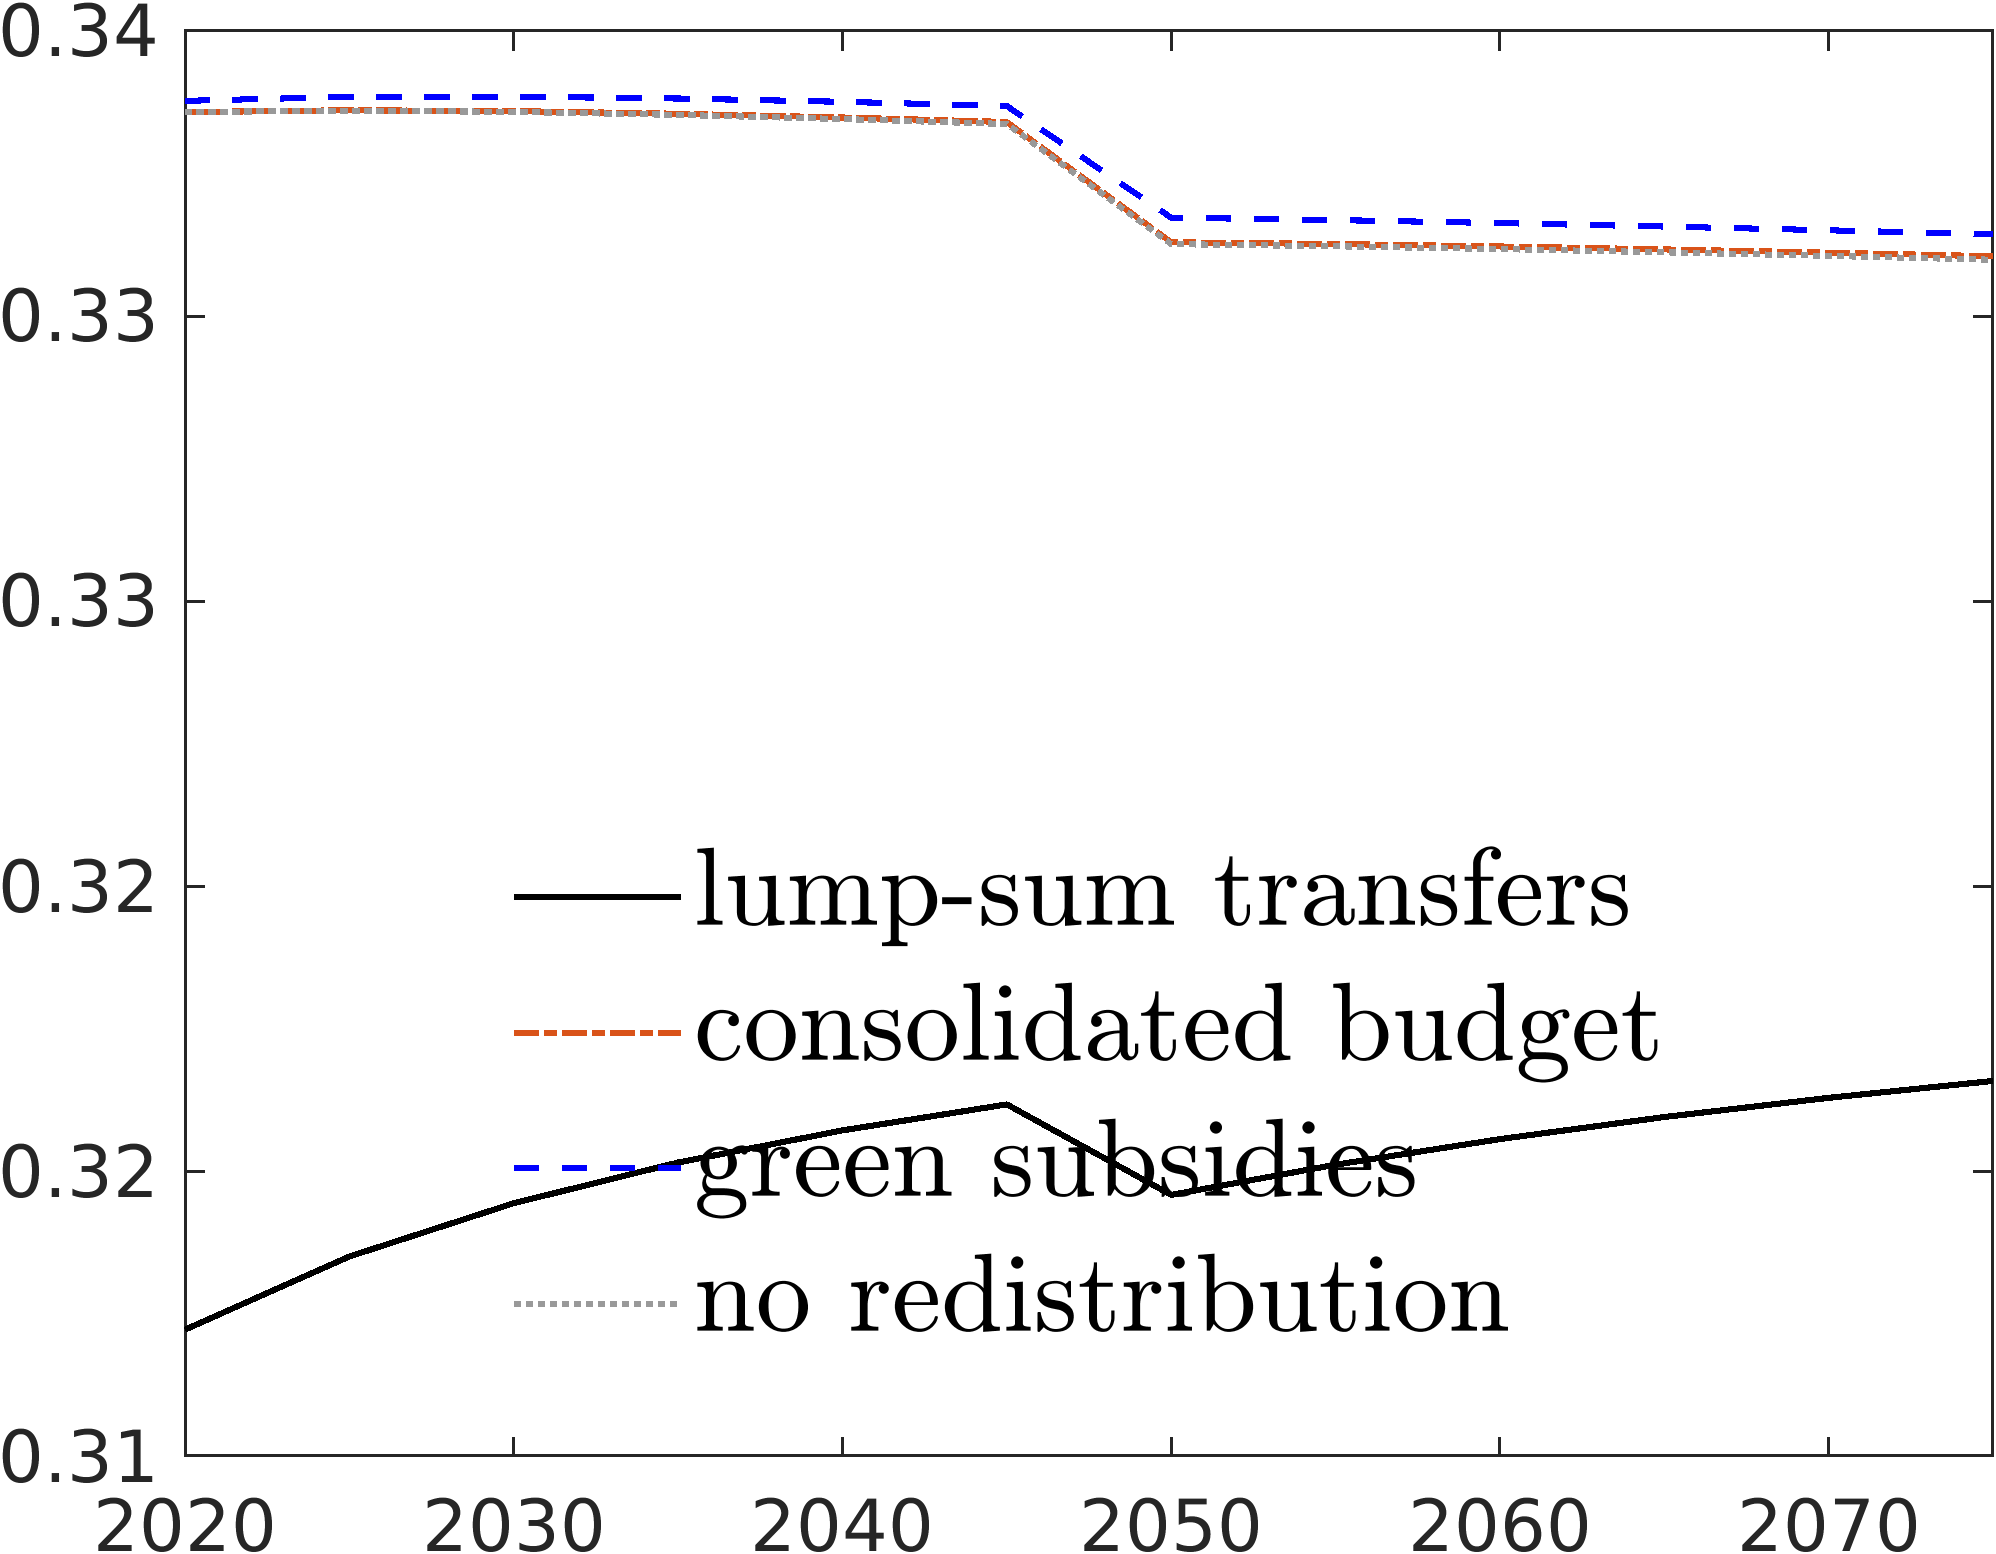 0.34
0.33
0.33
0.32
0.32
0.31
lump-sum transfers
consolidated budget
green subsidies
no redistribution
2020 2030 2040 2050 2060 2070